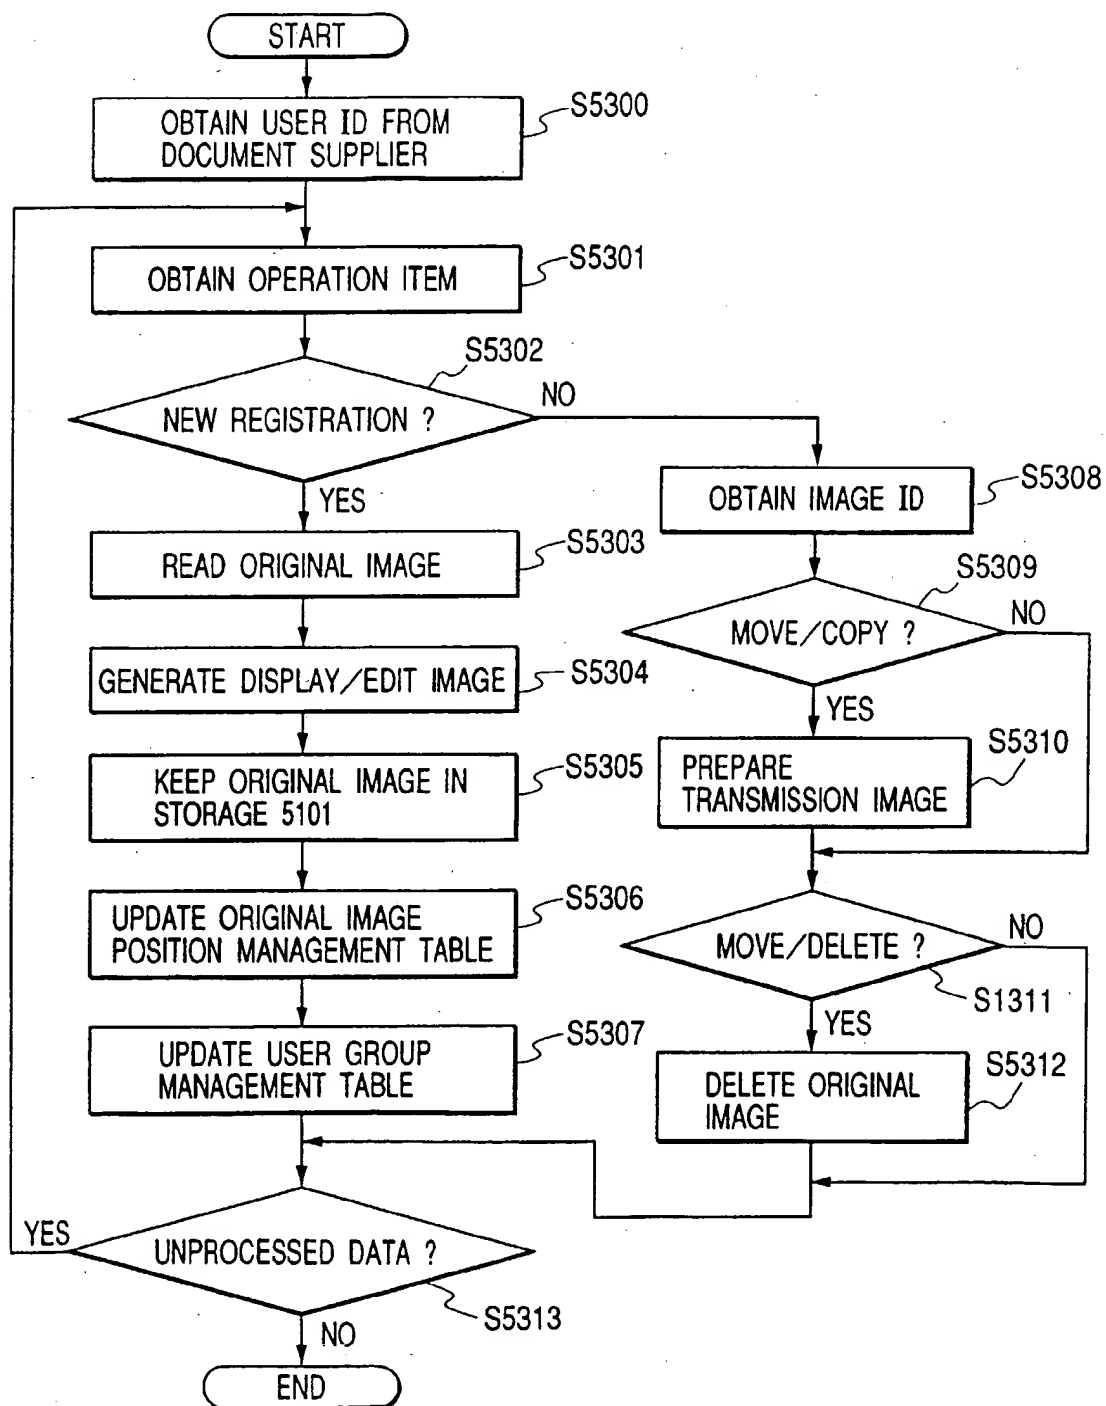 START
OBTAIN USER ID FROM
DOCUMENT SUPPLIER
S5300
OBTAIN OPERATION ITEM
S5301
S5302
NEW REGISTRATION ?
NO
YES
READ ORIGINAL IMAGE
S5303
GENERATE DISPLAY/EDIT IMAGE
S5304
KEEP ORIGINAL IMAGE IN
STORAGE 5101
S5305
UPDATE ORIGINAL IMAGE
POSITION MANAGEMENT TABLE
S5306
UPDATE USER GROUP
MANAGEMENT TABLE
S5307
OBTAIN IMAGE ID
S5308
S5309
MOVE/COPY ?
NO
YES
PREPARE
TRANSMISSION IMAGE
S5310
MOVE/DELETE ?
NO
S1311
YES
DELETE ORIGINAL
IMAGE
S5312
YES
UNPROCESSED DATA ?
S5313
NO
END